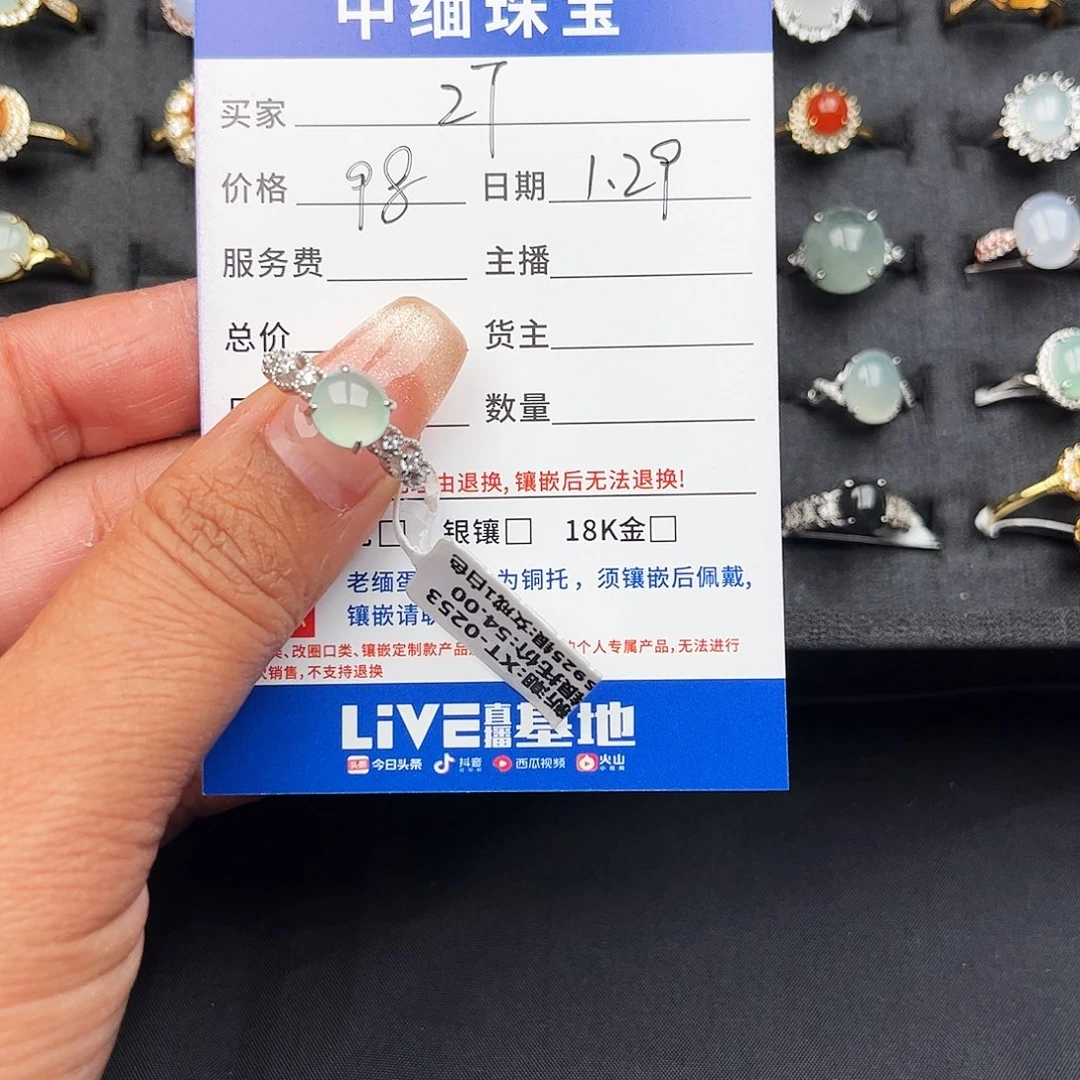 中缅珠宝
买家 27
价格 98 日期 1.29
服务费 主播
总价 货主
数量
由退换,镶嵌后无法退换!
银镶□ 18K金□
老缅蛋 为铜托，须镶嵌后佩戴,
镶嵌请
、改圈口类、镶嵌定制款产品 个人专属产品,无法进行
销售,不支持退换
新潮:XT-0253
银托价:54.00
S925银:女戒1白色
LiVE直播基地
头条 今日头条 抖音 西瓜视频 火山